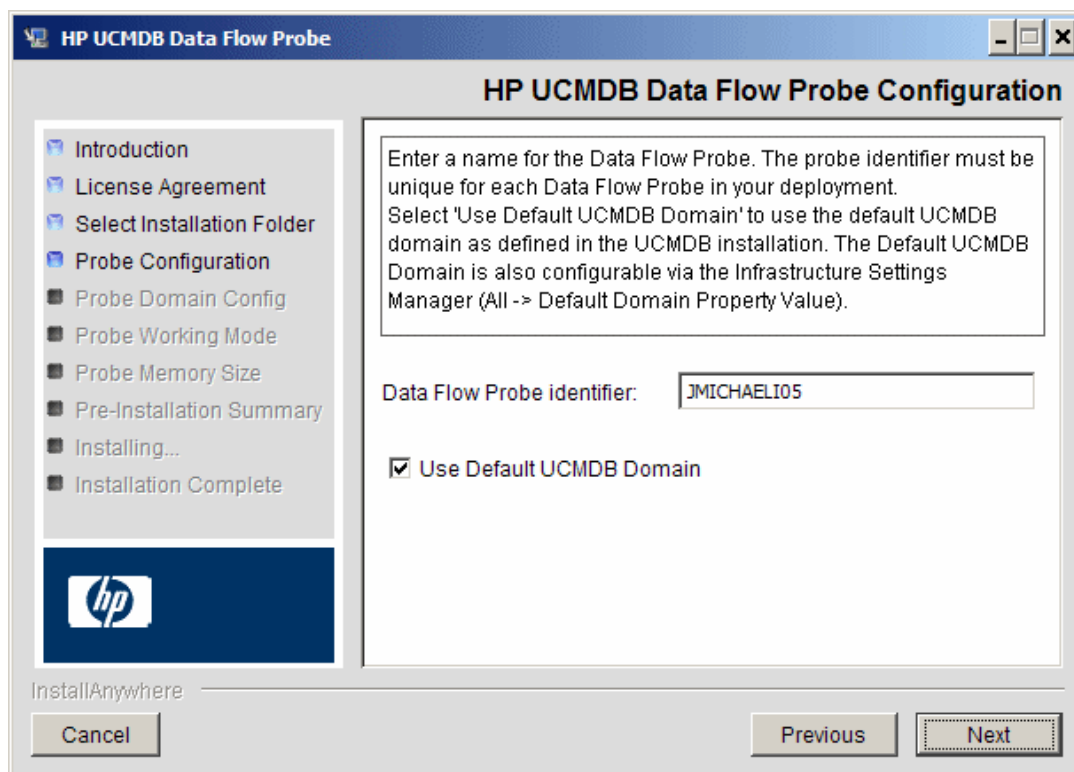 HP UCMDB Data Flow Probe
HP UCMDB Data Flow Probe Configuration
Introduction
License Agreement
Select Installation Folder
Probe Configuration
Probe Domain Config
Probe Working Mode
Probe Memory Size
Pre-Installation Summary
Installing...
Installation Complete
hp
Enter a name for the Data Flow Probe. The probe identifier must be
unique for each Data Flow Probe in your deployment.
Select 'Use Default UCMDB Domain' to use the default UCMDB
domain as defined in the UCMDB installation. The Default UCMDB
Domain is also configurable via the Infrastructure Settings
Manager (All -> Default Domain Property Value).
Data Flow Probe identifier: JMICHAELI05
Use Default UCMDB Domain
InstallAnywhere
Cancel Previous Next